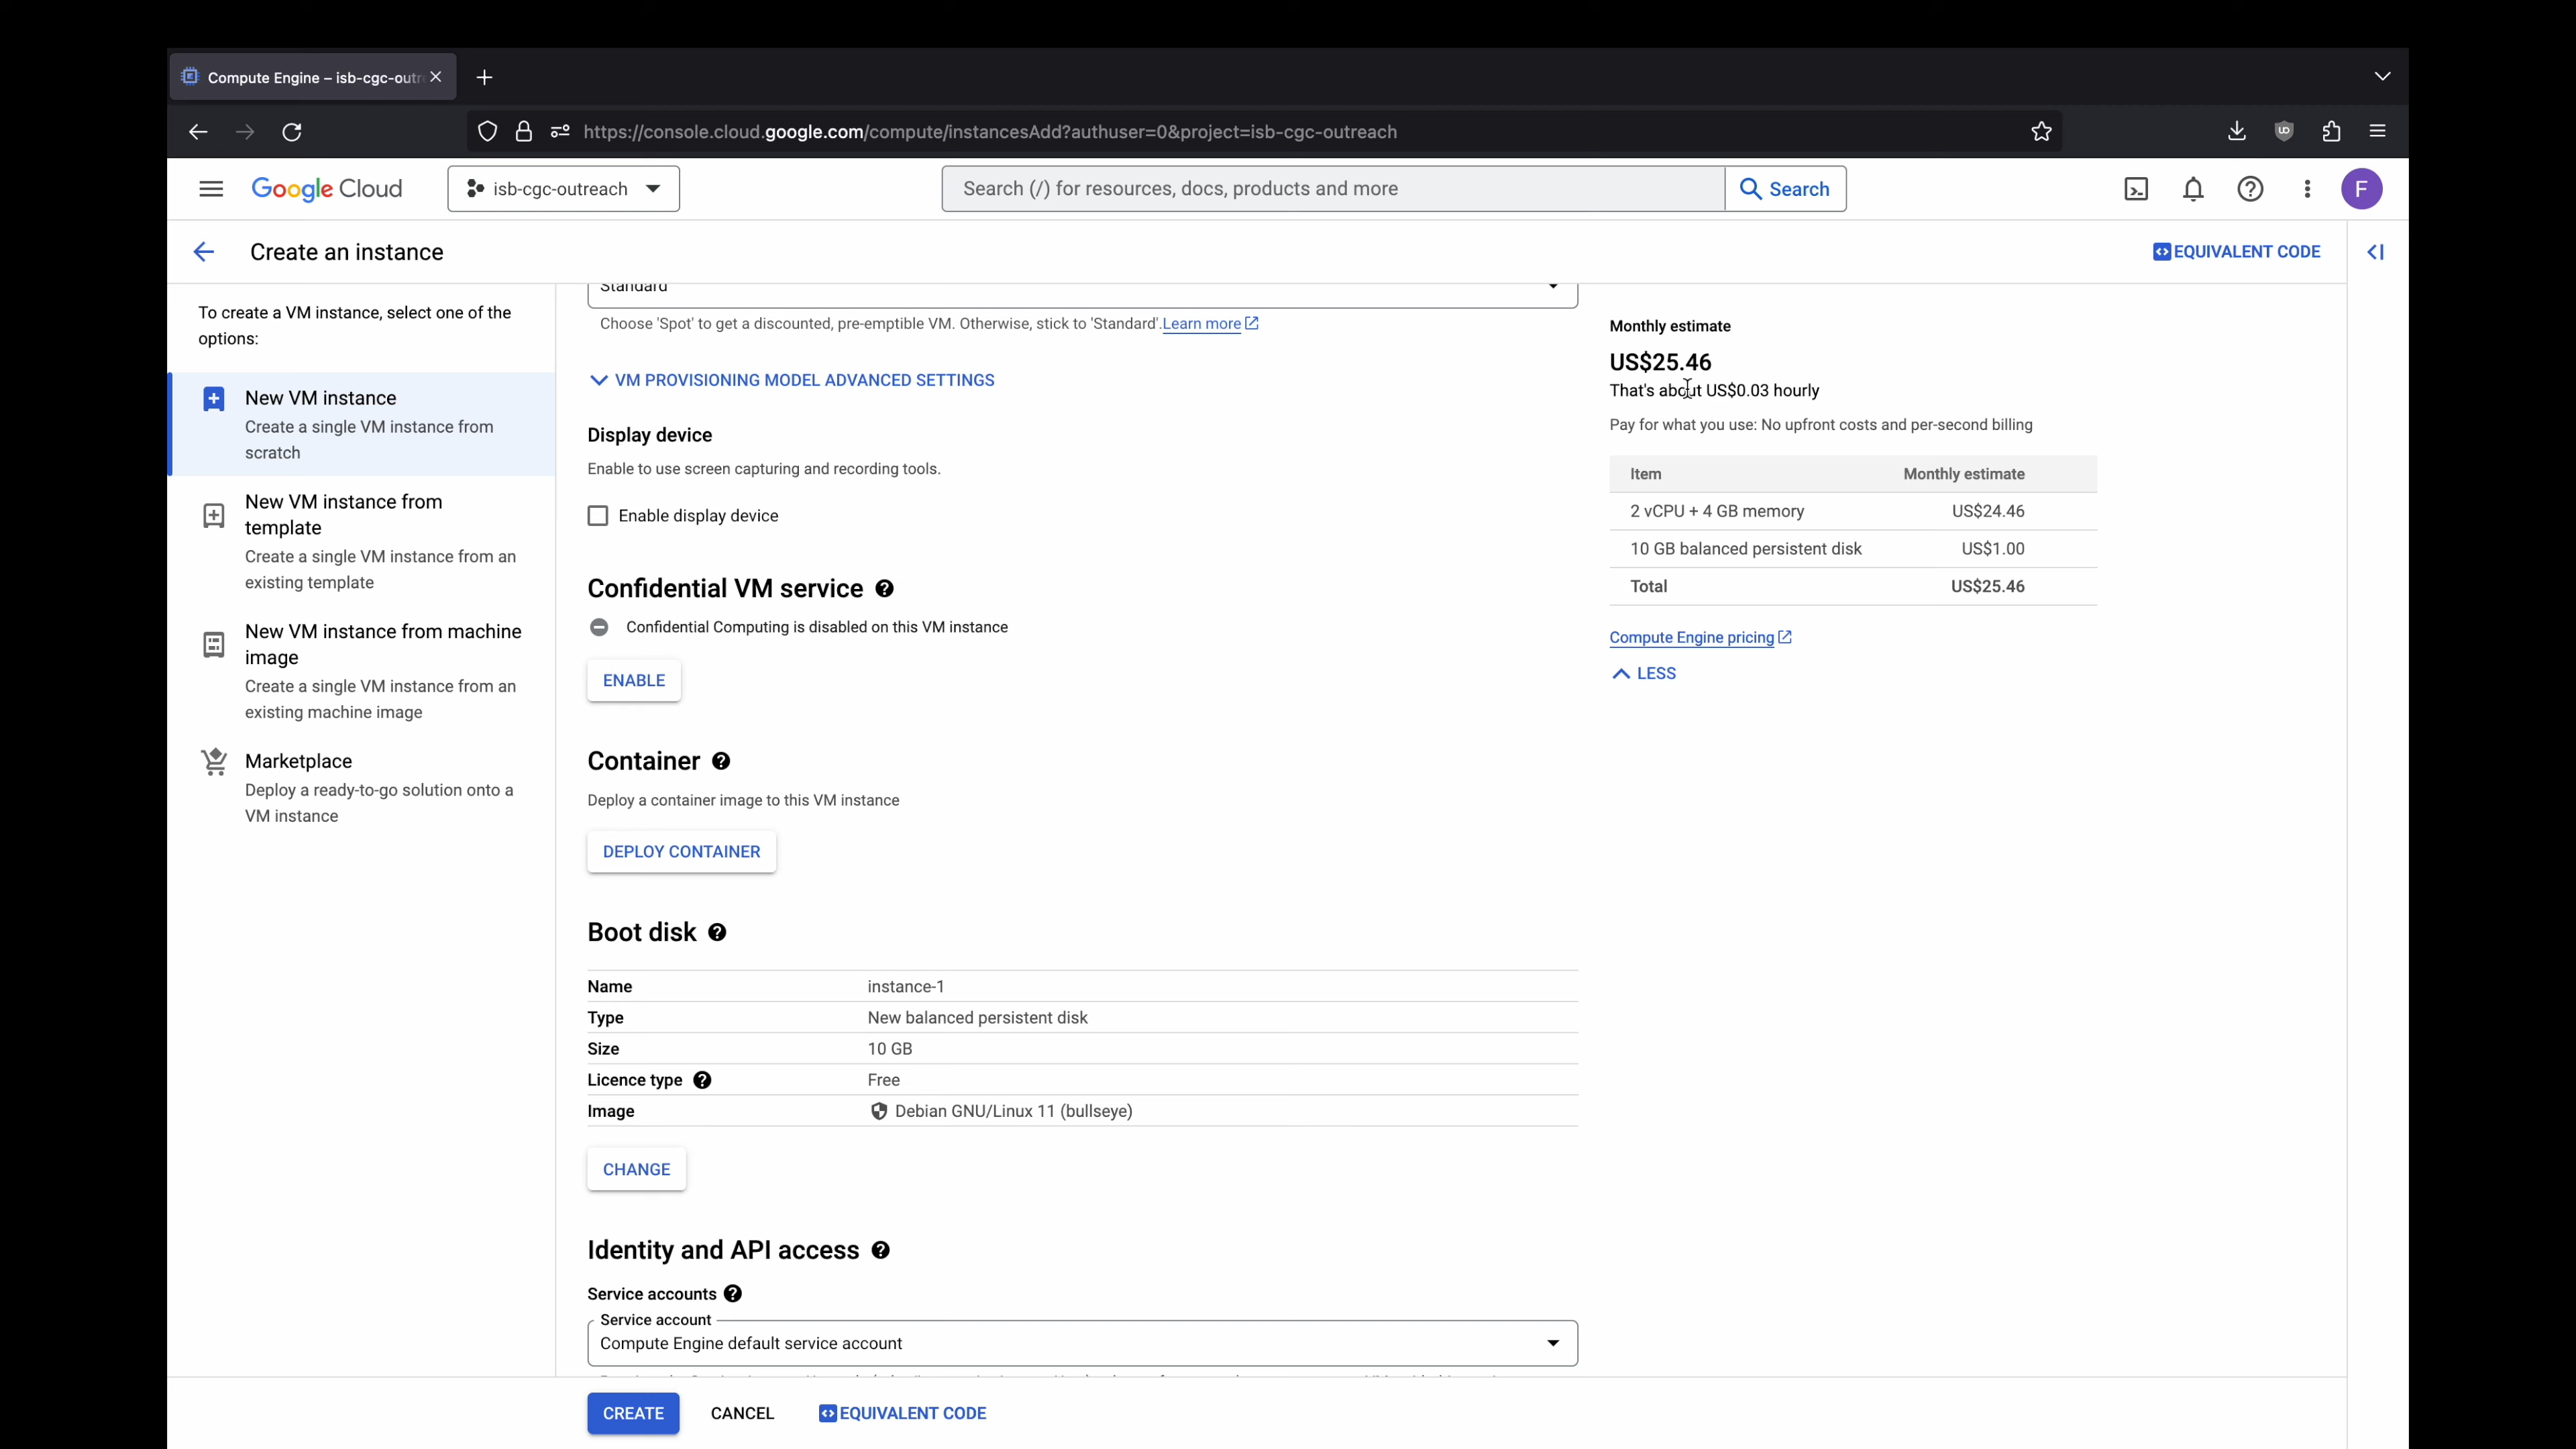 Compute Engine – isb-cgc-outr
https://console.cloud.google.com/compute/instancesAdd?authuser=0&project=isb-cgc-outreach
Google Cloud
isb-cgc-outreach
Search (/) for resources, docs, products and more
Search
F
Create an instance
EQUIVALENT CODE
To create a VM instance, select one of the
options:
New VM instance
Create a single VM instance from
scratch
New VM instance from
template
Create a single VM instance from an
existing template
New VM instance from machine
image
Create a single VM instance from an
existing machine image
Marketplace
Deploy a ready-to-go solution onto a
VM instance
Standard
Choose 'Spot' to get a discounted, pre-emptible VM. Otherwise, stick to 'Standard'. Learn more
VM PROVISIONING MODEL ADVANCED SETTINGS
Display device
Enable to use screen capturing and recording tools.
Enable display device
Confidential VM service
Confidential Computing is disabled on this VM instance
ENABLE
Container
Deploy a container image to this VM instance
DEPLOY CONTAINER
Boot disk
Name instance-1
Type New balanced persistent disk
Size 10 GB
Licence type Free
Image Debian GNU/Linux 11 (bullseye)
CHANGE
Identity and API access
Service accounts
Service account
Compute Engine default service account
CREATE CANCEL EQUIVALENT CODE
Monthly estimate
US$25.46
That's about US$0.03 hourly
Pay for what you use: No upfront costs and per-second billing
Item Monthly estimate
2 vCPU + 4 GB memory US$24.46
10 GB balanced persistent disk US$1.00
Total US$25.46
Compute Engine pricing
LESS